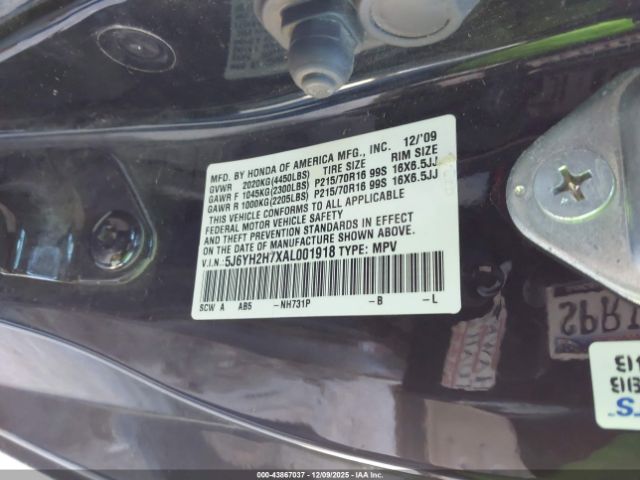 MFD. BY HONDA OF AMERICA MFG., INC. 12/'09
GVWR 2020KG(4450LBS) TIRE SIZE RIM SIZE
GAWR F 1045KG(2300LBS) P215/70R16 99S 16X6.5JJ
GAWR R 1000KG(2205LBS) P215/70R16 99S 16X6.5JJ
THIS VEHICLE CONFORMS TO ALL APPLICABLE
FEDERAL MOTOR VEHICLE SAFETY
AND THEFT PREVENTION STANDARDS IN EFFECT
ON THE DATE OF MANUFACTURE SHOWN ABOVE.
V.I.N.: 5J6YH2H7XAL001918 TYPE: MPV
SCW A AB5 -NH731P -B -L
000-43867037 - 12/09/2025 - IAAI.COM